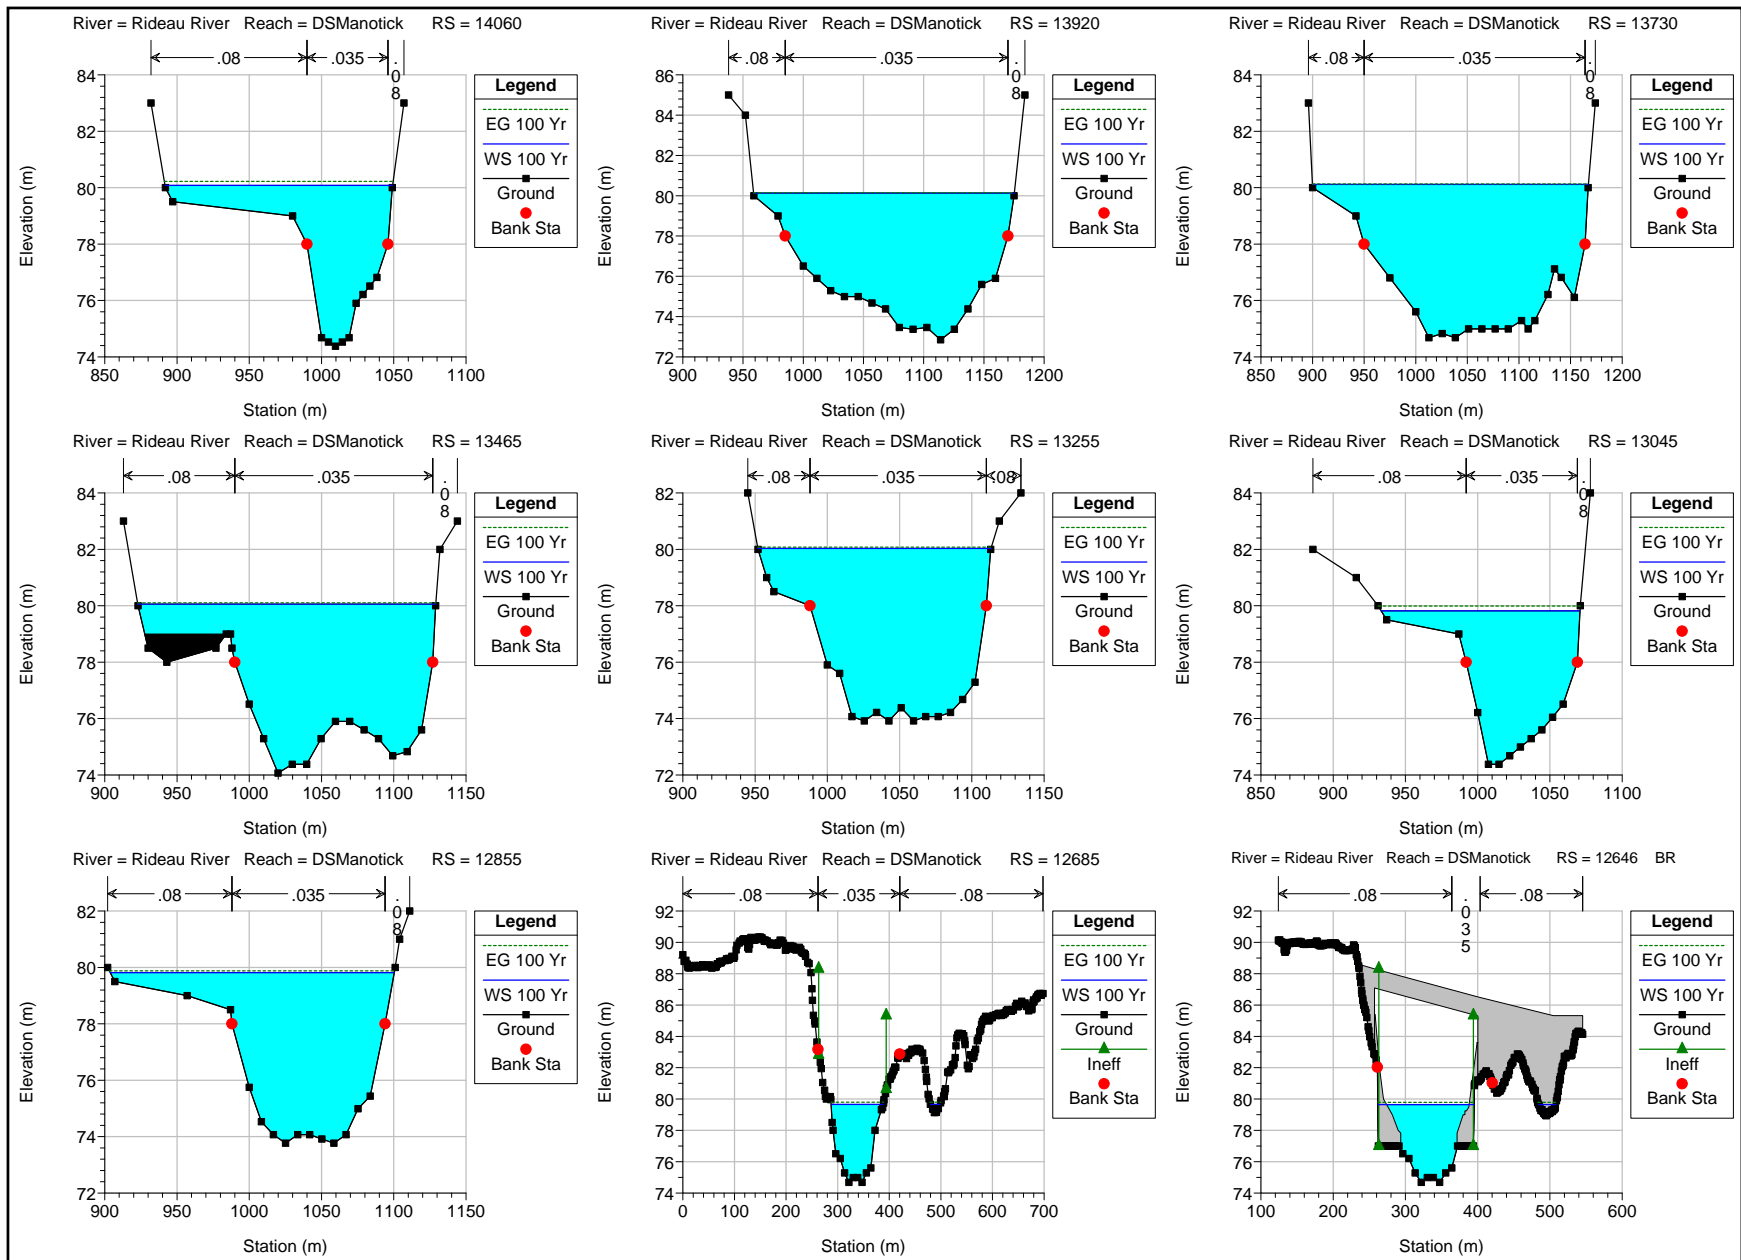 River = Rideau River Reach = DSManotick RS = 14060
.08 .035 .08
Legend
EG 100 Yr
WS 100 Yr
Ground
Bank Sta
Elevation (m)
84
82
80
78
76
74
850 900 950 1000 1050 1100
Station (m)
River = Rideau River Reach = DSManotick RS = 13920
.08 .035 .08
Legend
EG 100 Yr
WS 100 Yr
Ground
Bank Sta
Elevation (m)
86
84
82
80
78
76
74
72
900 950 1000 1050 1100 1150 1200
Station (m)
River = Rideau River Reach = DSManotick RS = 13730
.08 .035 .08
Legend
EG 100 Yr
WS 100 Yr
Ground
Bank Sta
Elevation (m)
84
82
80
78
76
74
850 900 950 1000 1050 1100 1150 1200
Station (m)
River = Rideau River Reach = DSManotick RS = 13465
.08 .035 .08
Legend
EG 100 Yr
WS 100 Yr
Ground
Bank Sta
Elevation (m)
84
82
80
78
76
74
900 950 1000 1050 1100 1150
Station (m)
River = Rideau River Reach = DSManotick RS = 13255
.08 .035 .08
Legend
EG 100 Yr
WS 100 Yr
Ground
Bank Sta
Elevation (m)
82
80
78
76
74
72
900 950 1000 1050 1100 1150
Station (m)
River = Rideau River Reach = DSManotick RS = 13045
.08 .035 .08
Legend
EG 100 Yr
WS 100 Yr
Ground
Bank Sta
Elevation (m)
84
82
80
78
76
74
850 900 950 1000 1050 1100
Station (m)
River = Rideau River Reach = DSManotick RS = 12855
.08 .035 .08
Legend
EG 100 Yr
WS 100 Yr
Ground
Bank Sta
Elevation (m)
82
80
78
76
74
72
900 950 1000 1050 1100 1150
Station (m)
River = Rideau River Reach = DSManotick RS = 12685
.08 .035 .08
Legend
EG 100 Yr
WS 100 Yr
Ground
Ineff
Bank Sta
Elevation (m)
92
90
88
86
84
82
80
78
76
74
0 100 200 300 400 500 600 700
Station (m)
River = Rideau River Reach = DSManotick RS = 12646 BR
.08 .035 .08
Legend
EG 100 Yr
WS 100 Yr
Ground
Ineff
Bank Sta
Elevation (m)
92
90
88
86
84
82
80
78
76
74
100 200 300 400 500 600
Station (m)